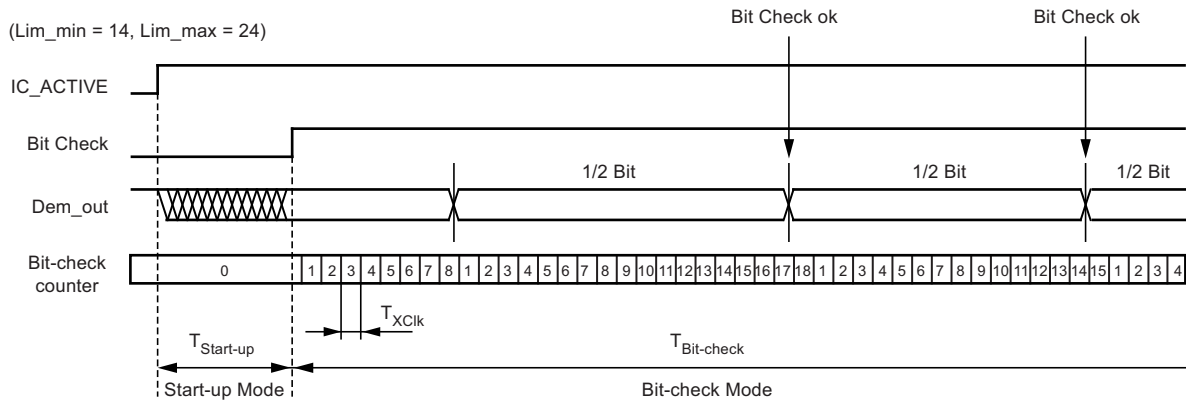 Bit Check ok Bit Check ok
(Lim_min = 14, Lim_max = 24)
IC_ACTIVE
Bit Check
1/2 Bit 1/2 Bit 1/2 Bit
Dem_out
Bit-check
counter
0 1 2 3 4 5 6 7 8 1 2 3 4 5 6 7 8 9 10 11 12 13 14 15 16 17 18 1 2 3 4 5 6 7 8 9 10 11 12 13 14 15 1 2 3 4
TXClk
TStart-up TBit-check
Start-up Mode Bit-check Mode